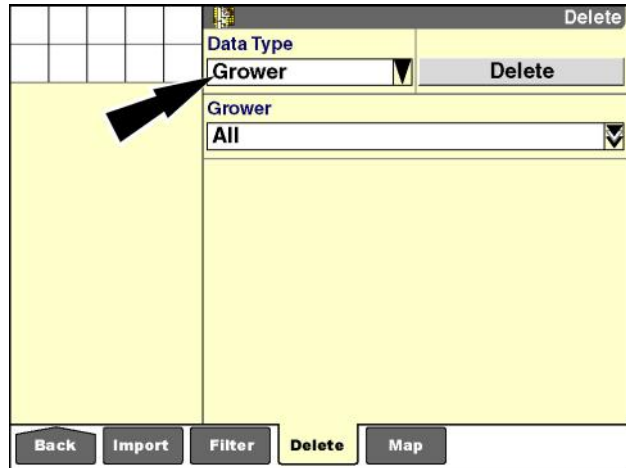 Delete
Data Type
Grower
Delete
Grower
All
Back Import Filter Delete Map